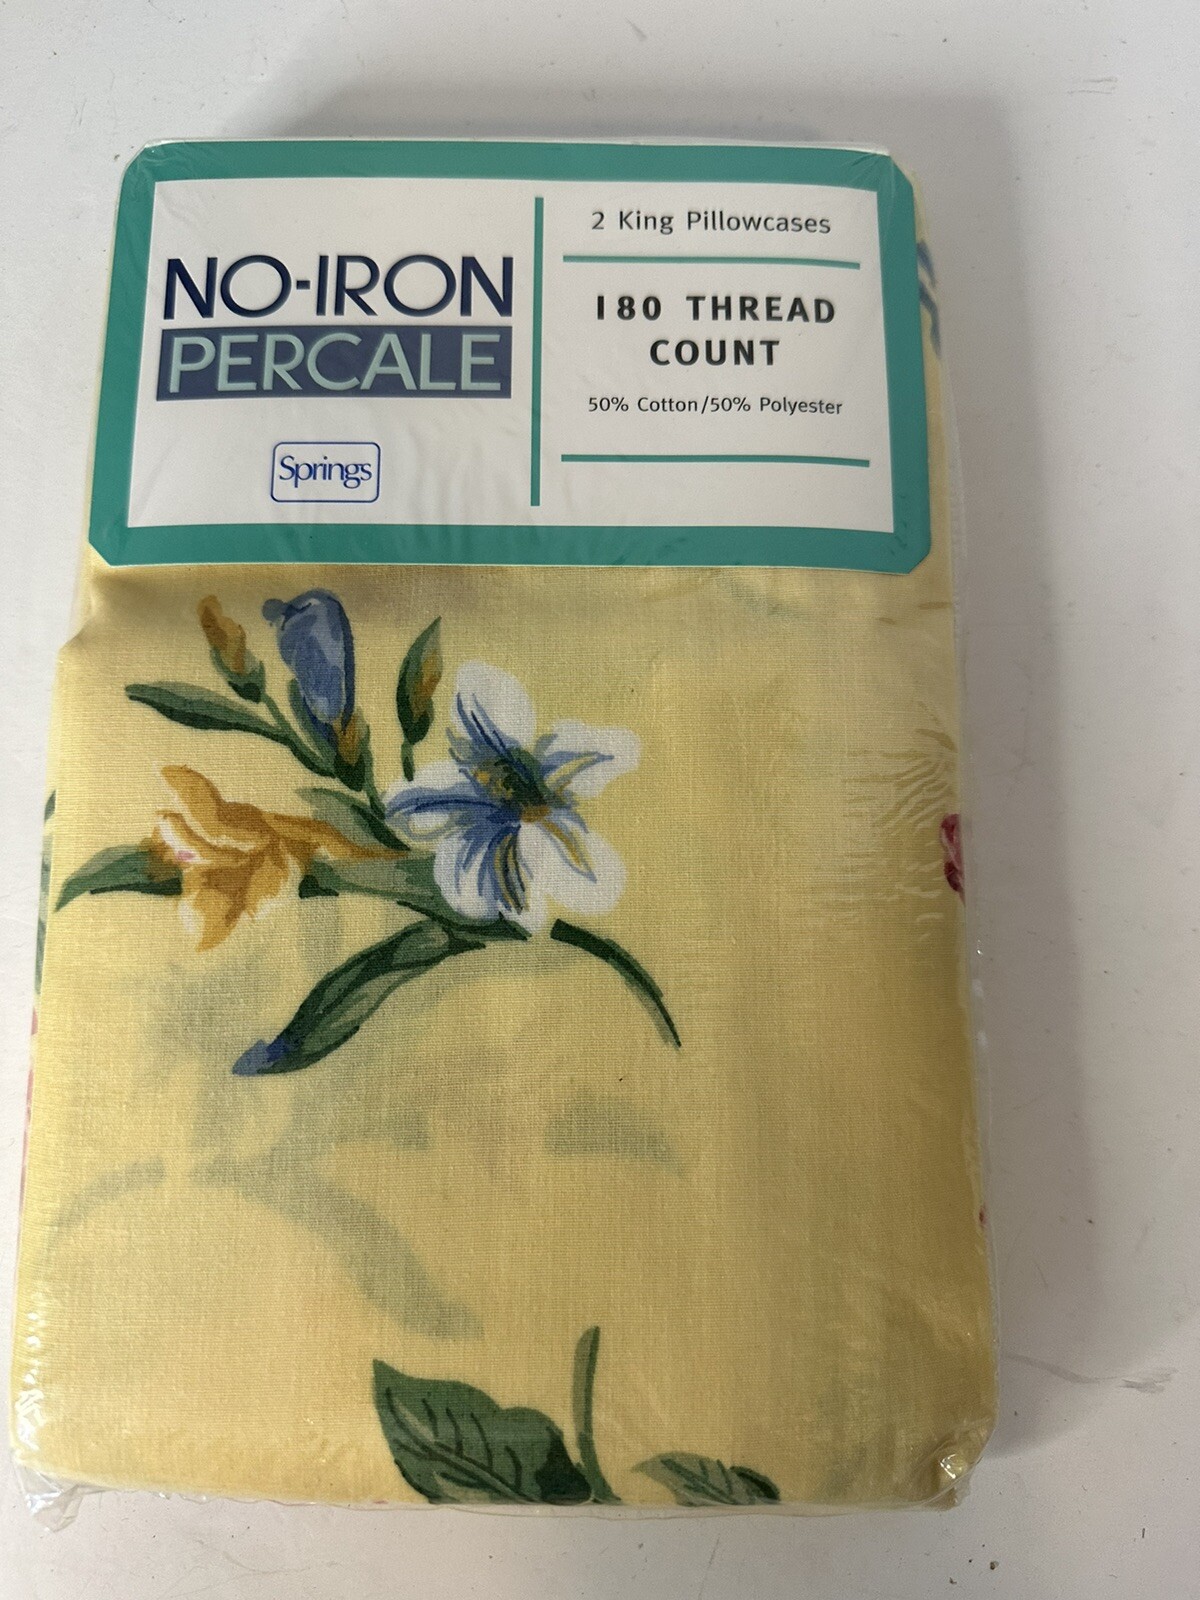 NO-IRON
PERCALE
Springs
2 King Pillowcases
180 THREAD
COUNT
50% Cotton/50% Polyester